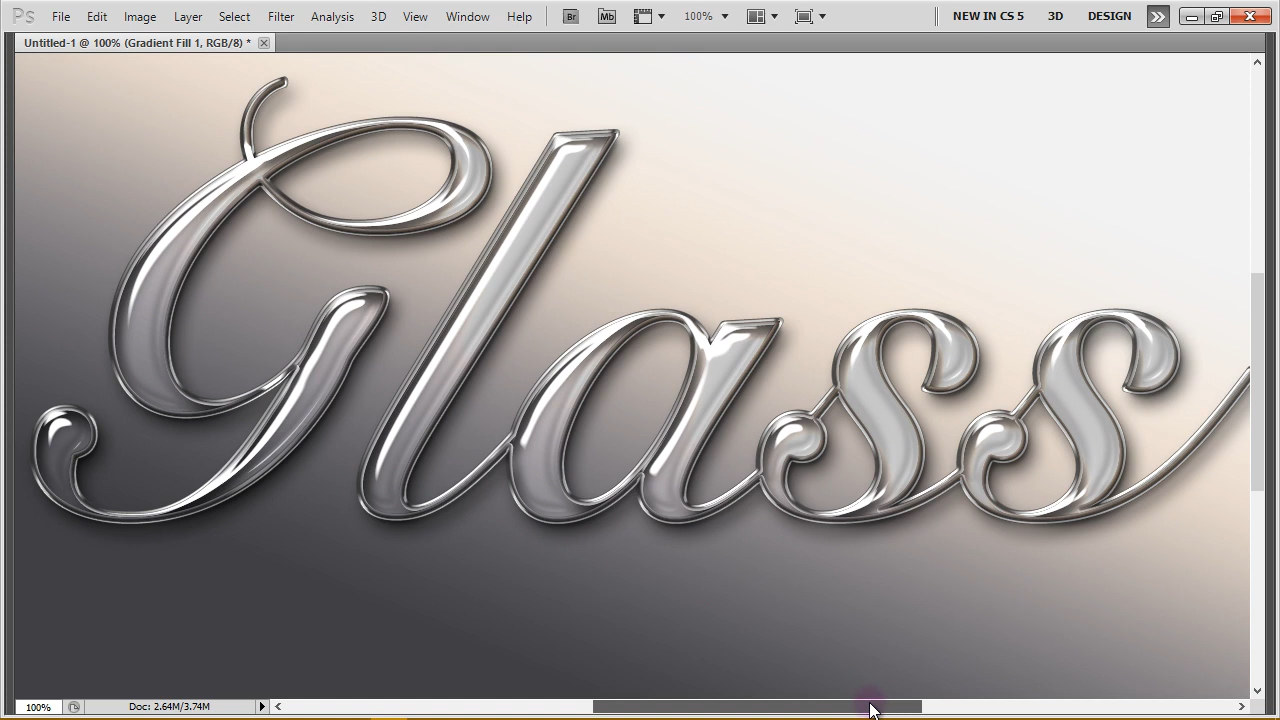 Ps File Edit Image Layer Select Filter Analysis 3D View Window Help Br Mb 100% NEW IN CS 5 3D DESIGN
Untitled-1 @ 100% (Gradient Fill 1, RGB/8) *
Glass
100% Doc: 2.64M/3.74M